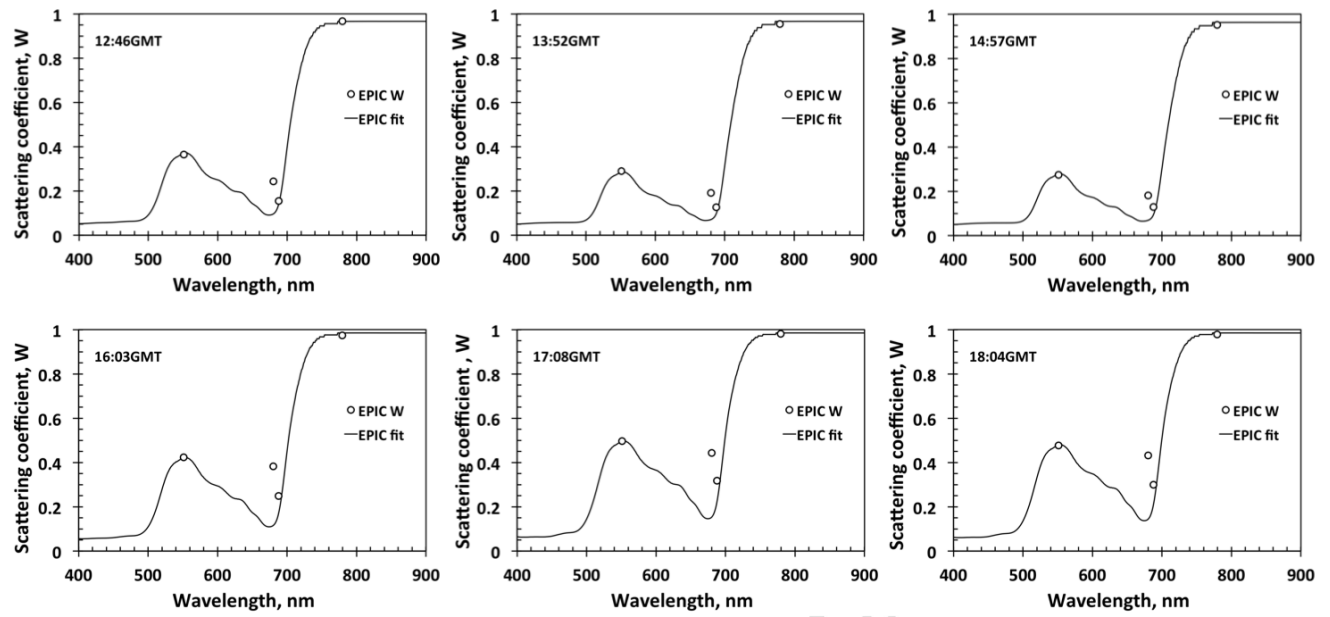 Scattering coefficient, W
1
0.8
0.6
0.4
0.2
0
12:46GMT
EPIC W
EPIC fit
400 500 600 700 800 900
Wavelength, nm
Scattering coefficient, W
1
0.8
0.6
0.4
0.2
0
13:52GMT
EPIC W
EPIC fit
400 500 600 700 800 900
Wavelength, nm
Scattering coefficient, W
1
0.8
0.6
0.4
0.2
0
14:57GMT
EPIC W
EPIC fit
400 500 600 700 800 900
Wavelength, nm
Scattering coefficient, W
1
0.8
0.6
0.4
0.2
0
16:03GMT
EPIC W
EPIC fit
400 500 600 700 800 900
Wavelength, nm
Scattering coefficient , W
1
0.8
0.6
0.4
0.2
0
17:08GMT
EPIC W
EPIC fit
400 500 600 700 800 900
Wavelength, nm
Scattering coefficient, W
1
0.8
0.6
0.4
0.2
0
18:04GMT
EPIC W
EPIC fit
400 500 600 700 800 900
Wavelength, nm